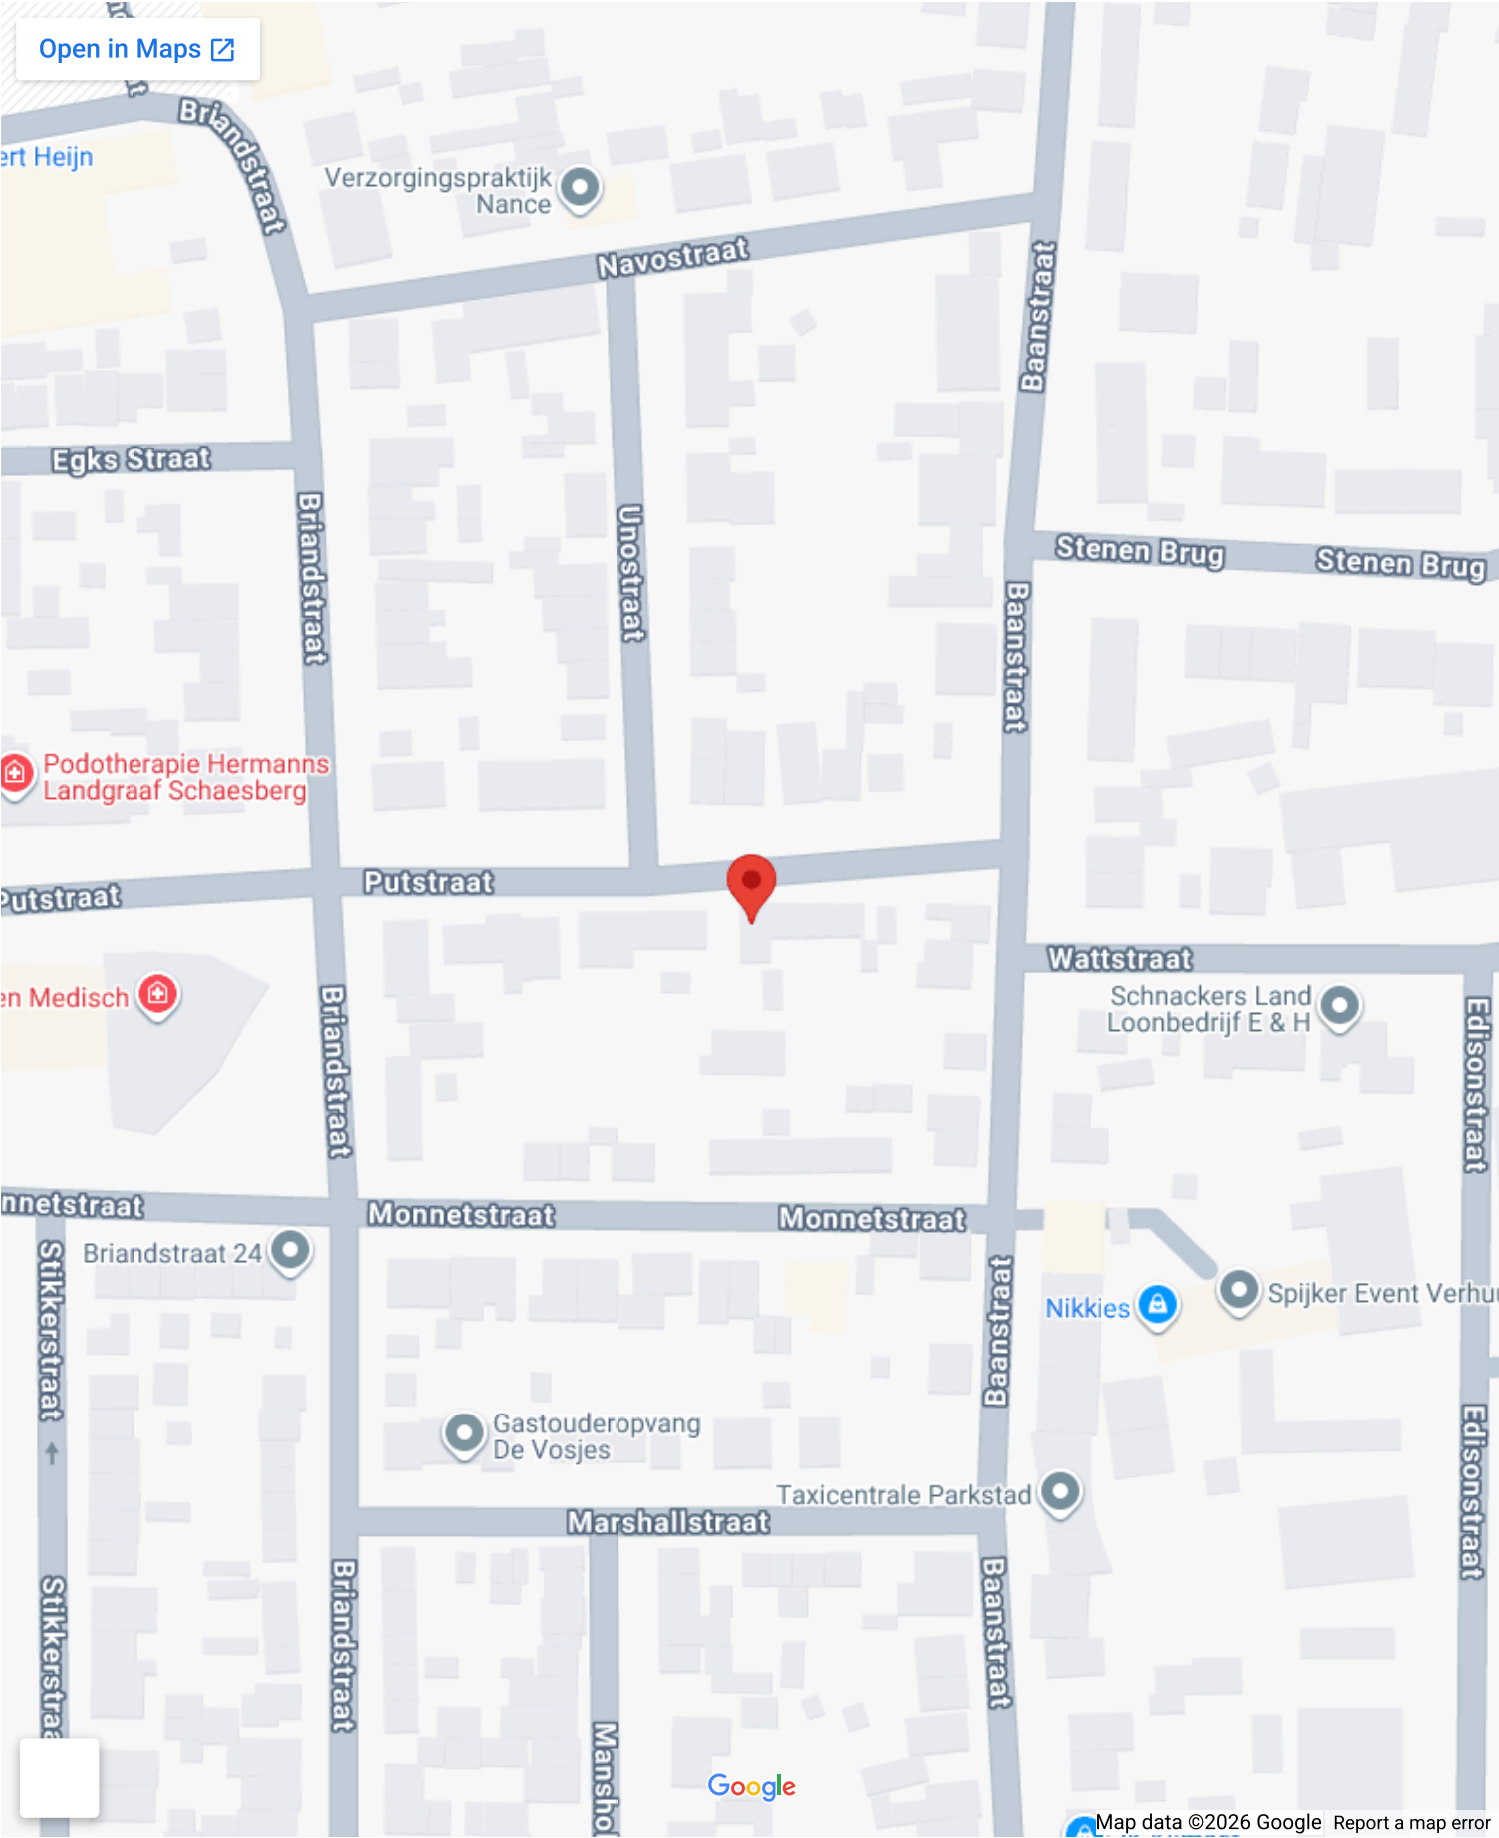 Open in Maps
Briandstraat
ert Heijn
Verzorgingspraktijk
Nance
Navostraat
Baanstraat
Egks Straat
Briandstraat
Unostraat
Stenen Brug
Stenen Brug
Baanstraat
Podotherapie Hermanns
Landgraaf Schaesberg
Putstraat
Putstraat
Wattstraat
en Medisch
Schnackers Land
Loonbedrijf E & H
Briandstraat
Edisonstraat
nnetstraat
Monnetstraat
Monnetstraat
Briandstraat 24
Stikkerstraat
Baanstraat
Nikkies
Spijker Event Verhu
Gastouderopvang
De Vosjes
Taxicentrale Parkstad
Edisonstraat
Marshallstraat
Briandstraat
Baanstraat
Stikkerstraa
Mansho
Google
Map data ©2026 Google
Report a map error